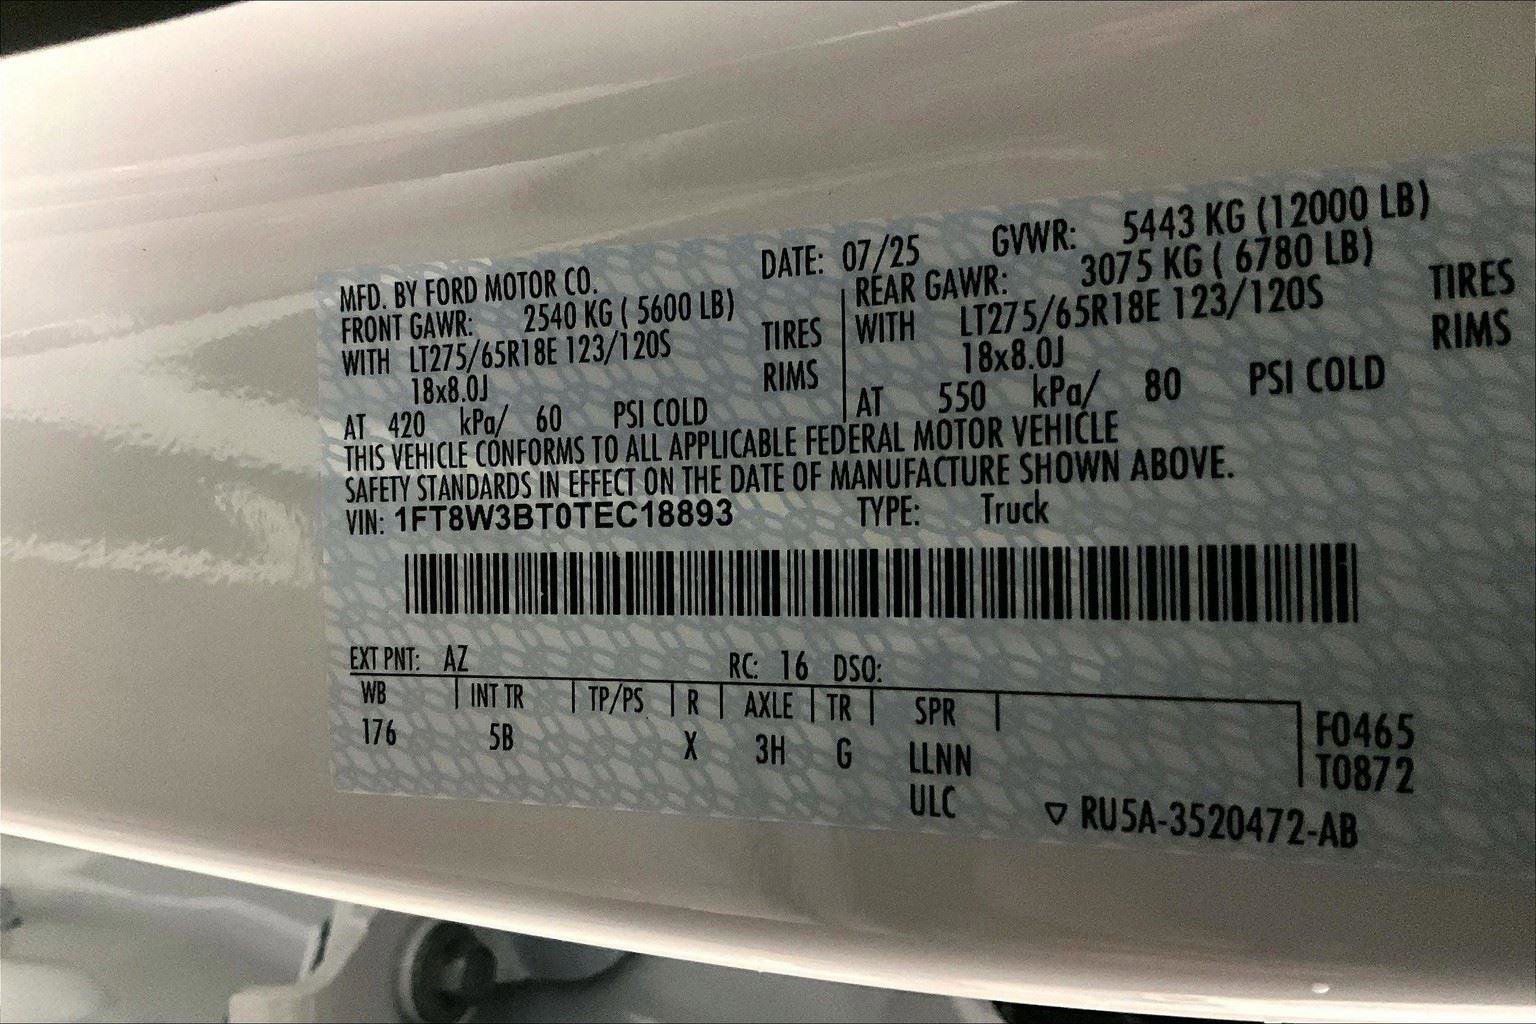 MFD. BY FORD MOTOR CO. DATE: 07/25 GVWR: 5443 KG (12000 LB)
FRONT GAWR: 2540 KG ( 5600 LB) REAR GAWR: 3075 KG ( 6780 LB)
WITH LT275/65R18E 123/120S TIRES WITH LT275/65R18E 123/120S TIRES
18x8.0J RIMS 18x8.0J RIMS
AT 420 kPa/ 60 PSI COLD AT 550 kPa/ 80 PSI COLD
THIS VEHICLE CONFORMS TO ALL APPLICABLE FEDERAL MOTOR VEHICLE
SAFETY STANDARDS IN EFFECT ON THE DATE OF MANUFACTURE SHOWN ABOVE.
VIN: 1FT8W3BT0TEC18893 TYPE: Truck
EXT PNT: AZ RC: 16 DSO:
WB INT TR TP/PS R AXLE TR SPR F0465
176 5B X 3H G LLNN T0872
ULC RU5A-3520472-AB